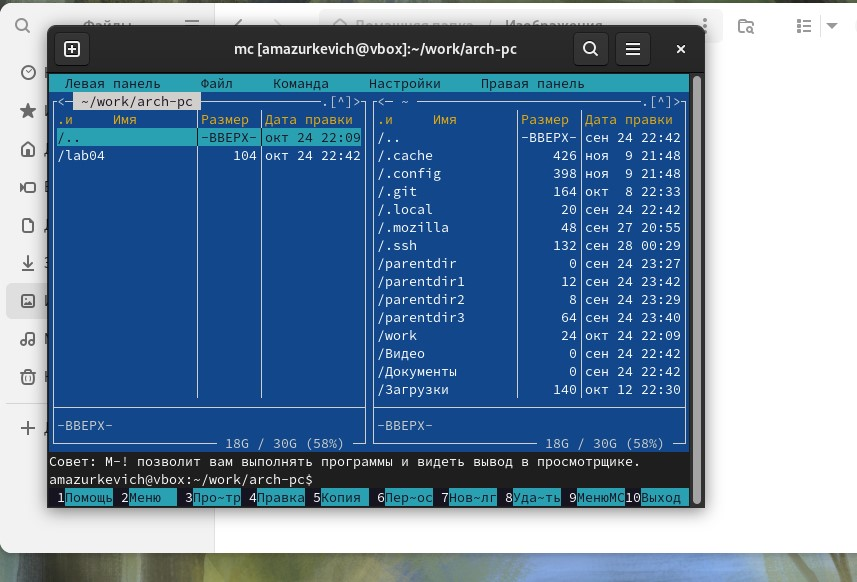 Файлы
Домашняя папка / Изображения
mc [amazurkevich@vbox]:~/work/arch-pc
Левая панель Файл Команда Настройки Правая панель
<─ ~/work/arch-pc ─.[^]>
.и Имя Размер Дата правки
/.. -ВВЕРХ- окт 24 22:09
/lab04 104 окт 24 22:42
-ВВЕРХ-
18G / 30G (58%)
<─ ~ ─.[^]>
.и Имя Размер Дата правки
/.. -ВВЕРХ- сен 24 22:42
/.cache 426 ноя 9 21:48
/.config 398 ноя 9 21:48
/.git 164 окт 8 22:33
/.local 20 сен 24 22:42
/.mozilla 48 сен 27 20:55
/.ssh 132 сен 28 00:29
/parentdir 0 сен 24 23:27
/parentdir1 12 сен 24 23:42
/parentdir2 8 сен 24 23:29
/parentdir3 64 сен 24 23:40
/work 24 окт 24 22:09
/Видео 0 сен 24 22:42
/Документы 0 сен 24 22:42
/Загрузки 140 окт 12 22:30
-ВВЕРХ-
18G / 30G (58%)
Совет: M-! позволит вам выполнять программы и видеть вывод в просмотрщике.
amazurkevich@vbox:~/work/arch-pc$
1Помощь 2Меню 3Про~тр 4Правка 5Копия 6Пер~ос 7Нов~лг 8Уда~ть 9МенюМС 10Выход